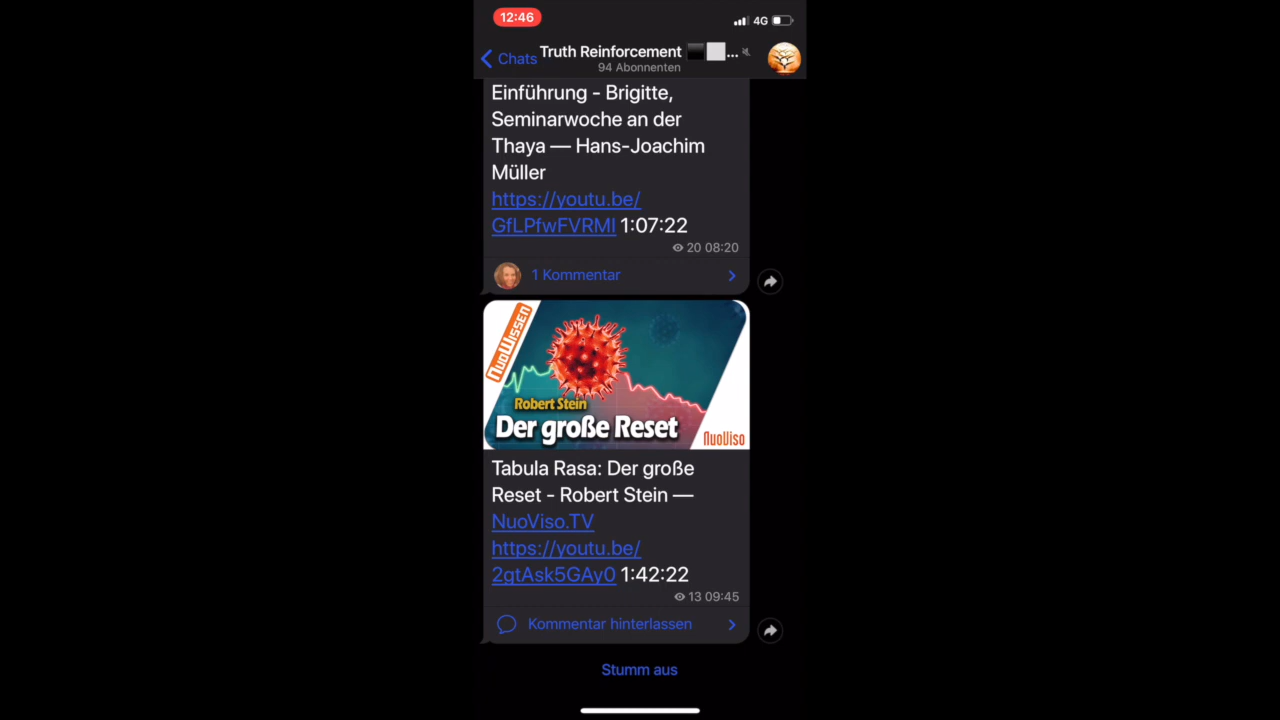 12:46
4G
Chats
Truth Reinforcement ...
94 Abonnenten
Einführung - Brigitte,
Seminarwoche an der
Thaya — Hans-Joachim
Müller
https://youtu.be/
GfLPfwFVRMI 1:07:22
20 08:20
1 Kommentar
NuoWissen
Robert Stein
Der große Reset
NuoViso
Tabula Rasa: Der große
Reset - Robert Stein —
NuoViso.TV
https://youtu.be/
2gtAsk5GAy0 1:42:22
13 09:45
Kommentar hinterlassen
Stumm aus